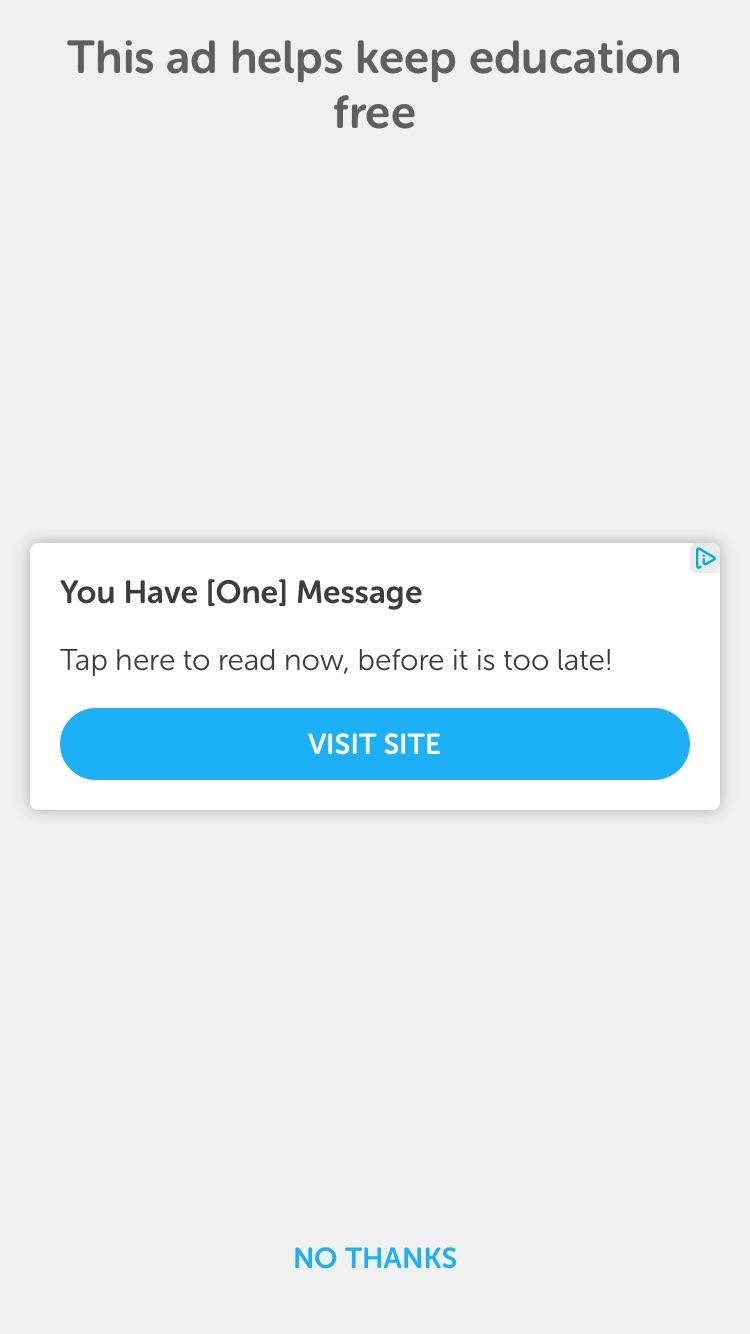 This ad helps keep education
free
You Have [One] Message
Tap here to read now, before it is too late!
VISIT SITE
NO THANKS